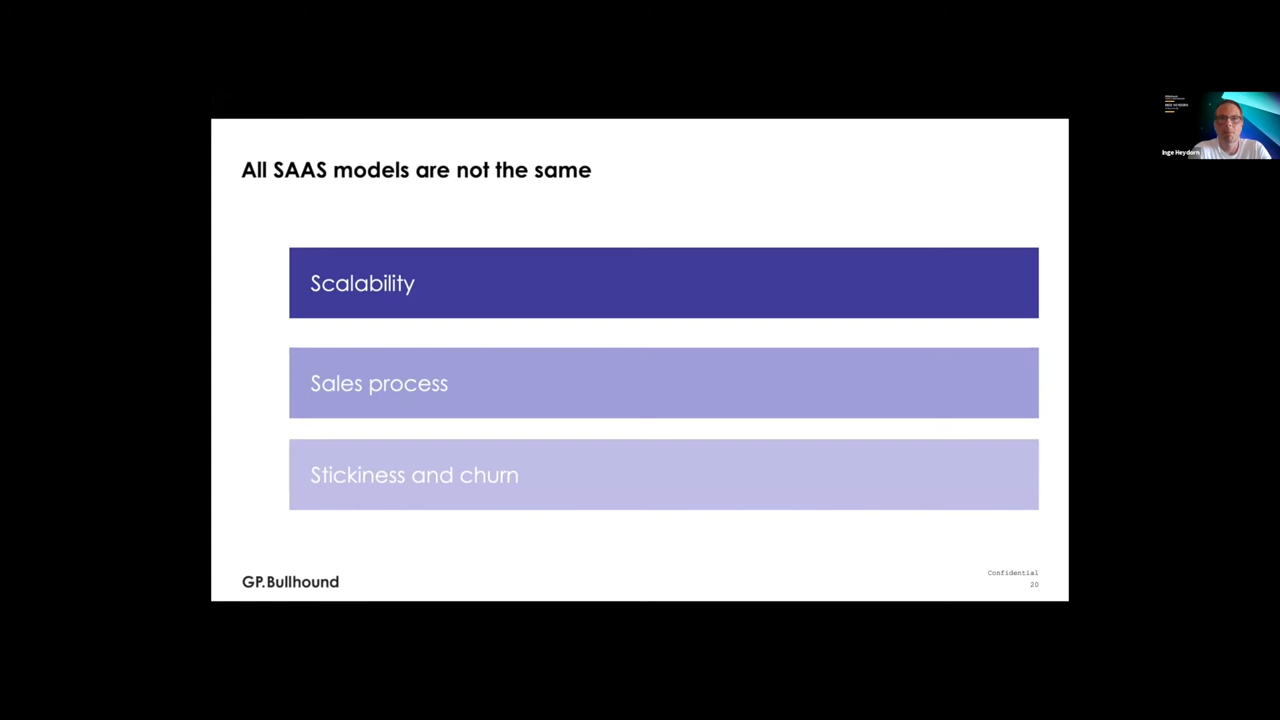 All SAAS models are not the same
Scalability
Sales process
Stickiness and churn
GP.Bullhound
Confidential
20
Inge Heydorn